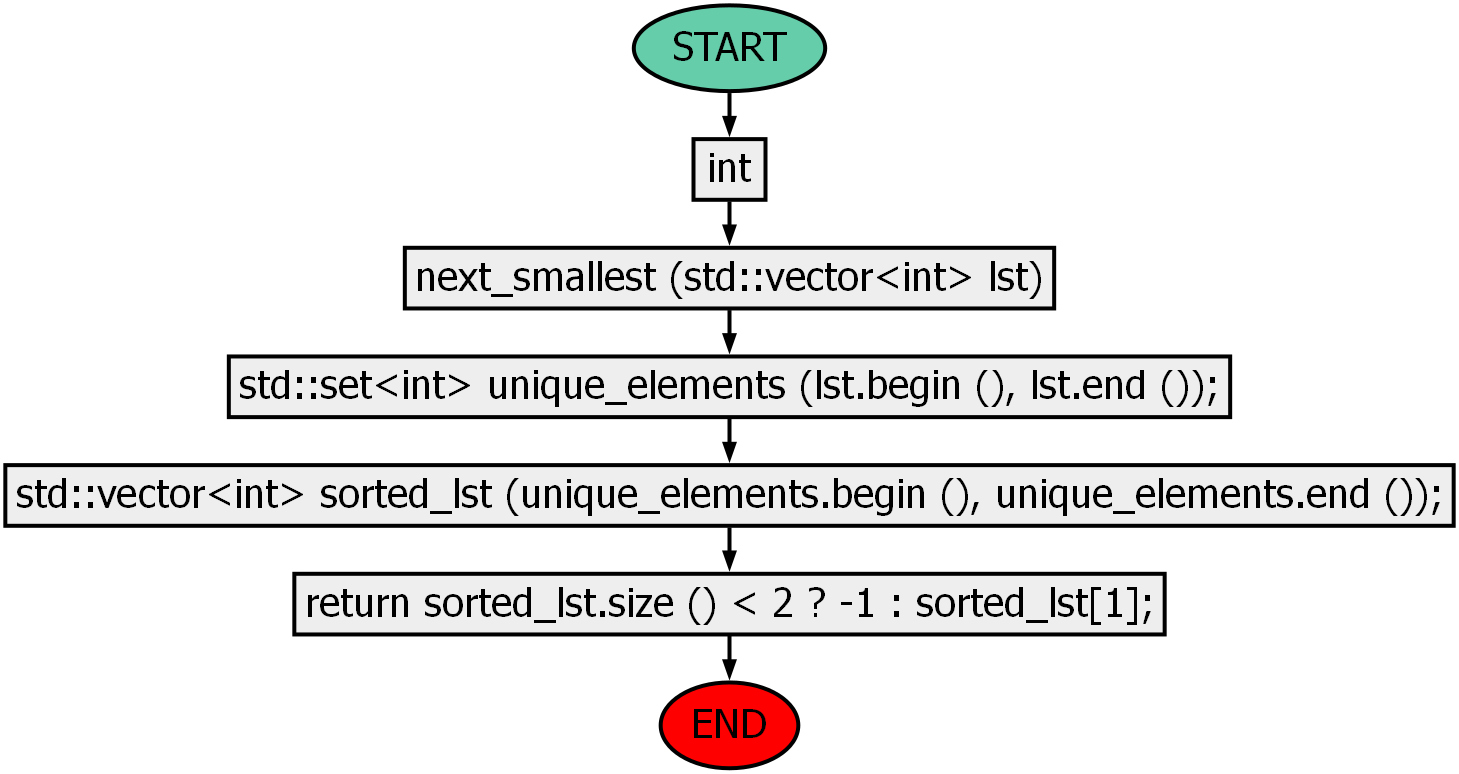 START
int
next_smallest (std::vector<int> lst)
std::set<int> unique_elements (lst.begin (), lst.end ());
std::vector<int> sorted_lst (unique_elements.begin (), unique_elements.end ());
return sorted_lst.size () < 2 ? -1 : sorted_lst[1];
END